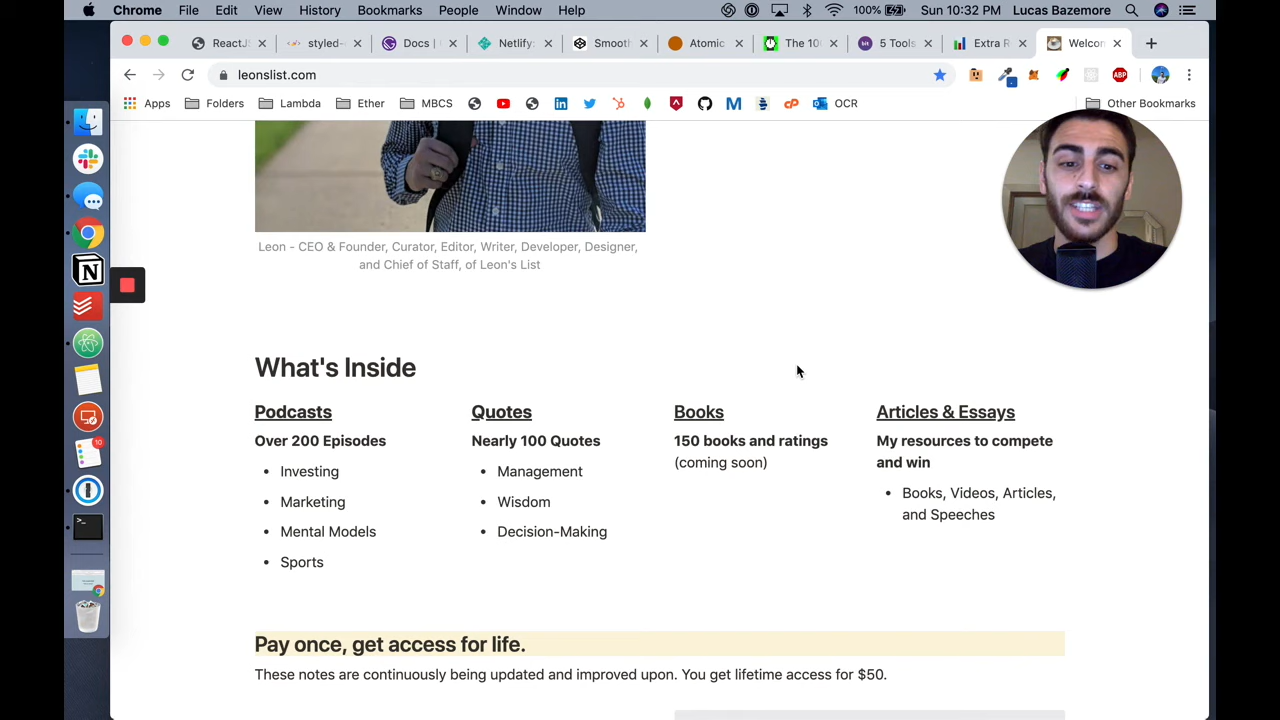 Chrome File Edit View History Bookmarks People Window Help 100% Sun 10:32 PM Lucas Bazemore
ReactJ Docs | styled- Netlify: Smooth Atomic The 10 5 Tools Extra R Welcon
leonslist.com
ABP
Apps Folders Lambda Ether MBCS OCR Other Bookmarks
Leon - CEO & Founder, Curator, Editor, Writer, Developer, Designer,
and Chief of Staff, of Leon's List
What's Inside
Podcasts Quotes Books Articles & Essays
Over 200 Episodes Nearly 100 Quotes 150 books and ratings My resources to compete
(coming soon) and win
• Investing • Management
• Books, Videos, Articles,
• Marketing • Wisdom and Speeches
• Mental Models • Decision-Making
• Sports
Pay once, get access for life.
These notes are continuously being updated and improved upon. You get lifetime access for $50.